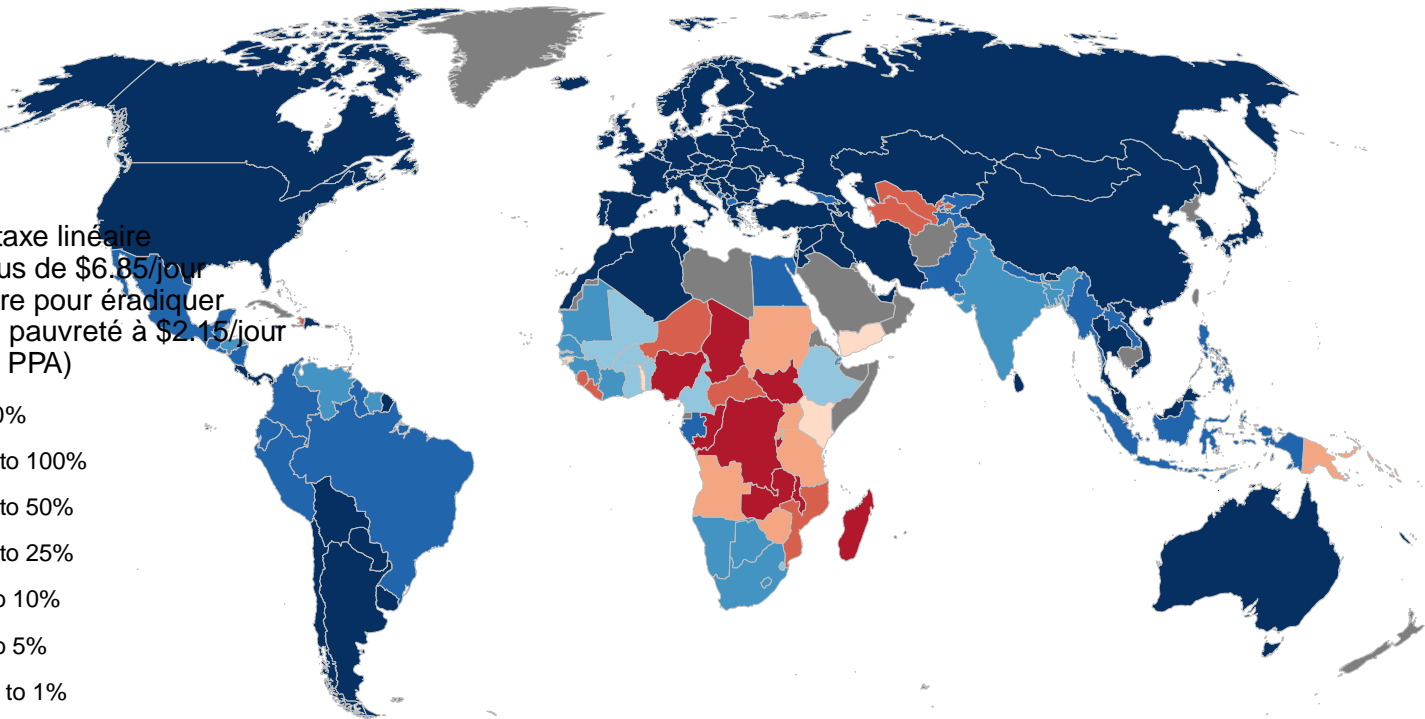 taxe linéaire
us de $6.85/jour
re pour éradiquer
pauvreté à $2.15/jour
PPA)
0%
to 100%
to 50%
to 25%
10%
5%
to 1%